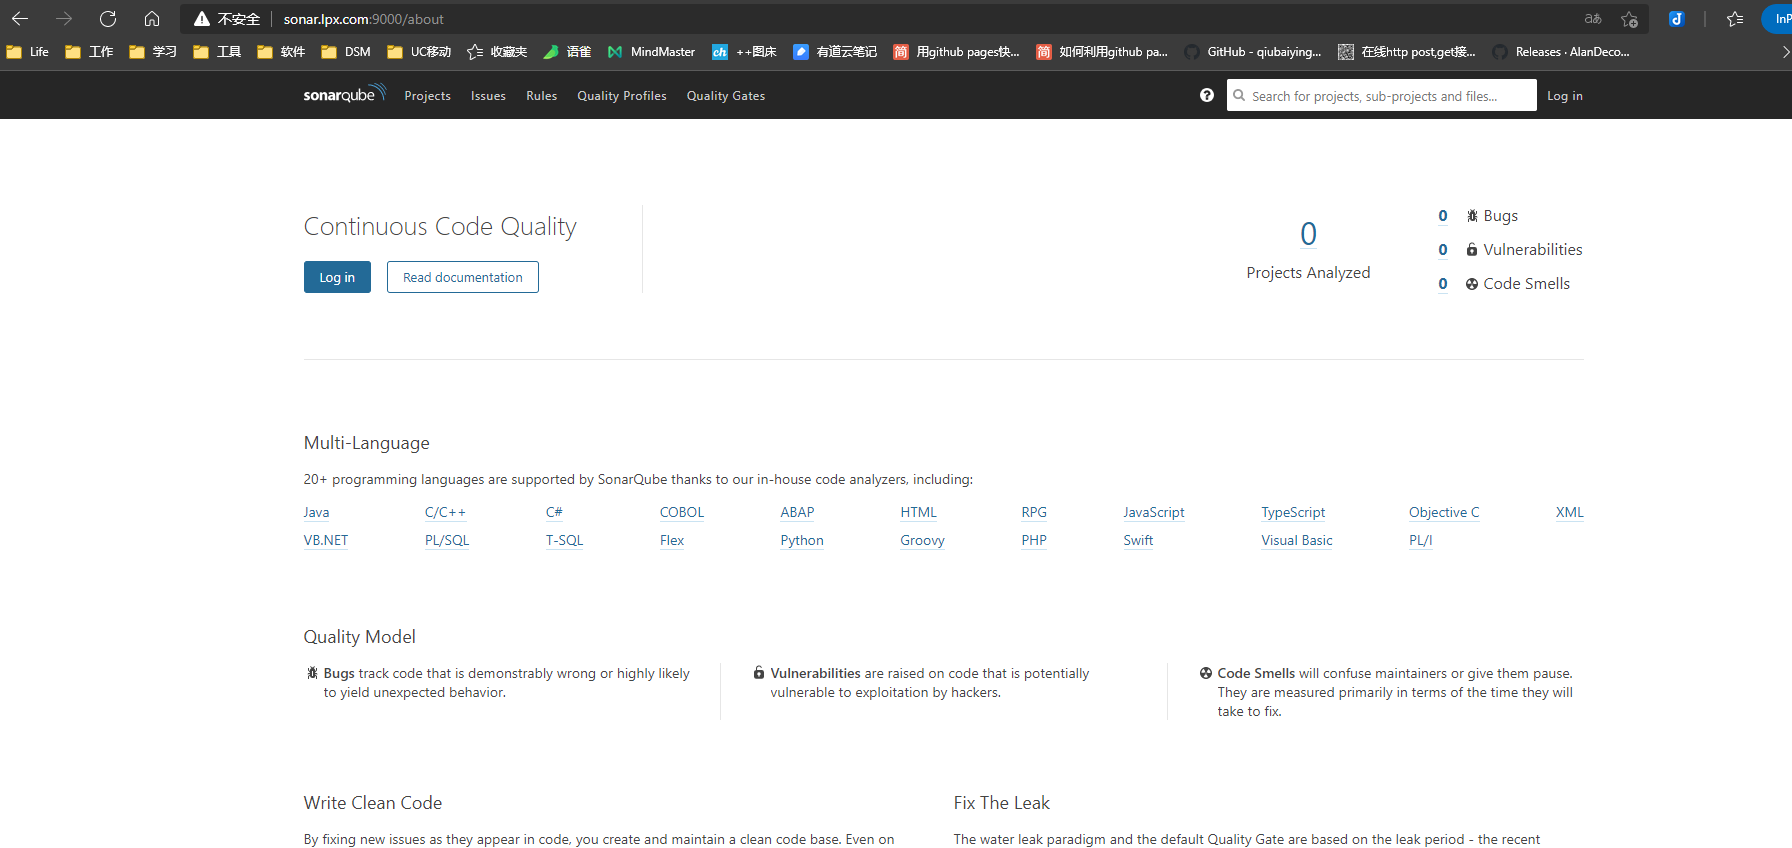 不安全 sonar.lpx.com:9000/about aあ InP
Life 工作 学习 工具 软件 DSM UC移动 收藏夹 语雀 MindMaster ch ++图床 有道云笔记 简 用github pages快... 简 如何利用github pa... GitHub - qiubaiying... 在线http post,get接... Releases · AlanDeco...
sonarqube Projects Issues Rules Quality Profiles Quality Gates ? Search for projects, sub-projects and files... Log in
Continuous Code Quality
Log in Read documentation
0
Projects Analyzed
0 Bugs
0 Vulnerabilities
0 Code Smells
Multi-Language
20+ programming languages are supported by SonarQube thanks to our in-house code analyzers, including:
Java C/C++ C# COBOL ABAP HTML RPG JavaScript TypeScript Objective C XML
VB.NET PL/SQL T-SQL Flex Python Groovy PHP Swift Visual Basic PL/I
Quality Model
Bugs track code that is demonstrably wrong or highly likely
to yield unexpected behavior.
Vulnerabilities are raised on code that is potentially
vulnerable to exploitation by hackers.
Code Smells will confuse maintainers or give them pause.
They are measured primarily in terms of the time they will
take to fix.
Write Clean Code
By fixing new issues as they appear in code, you create and maintain a clean code base. Even on
Fix The Leak
The water leak paradigm and the default Quality Gate are based on the leak period - the recent